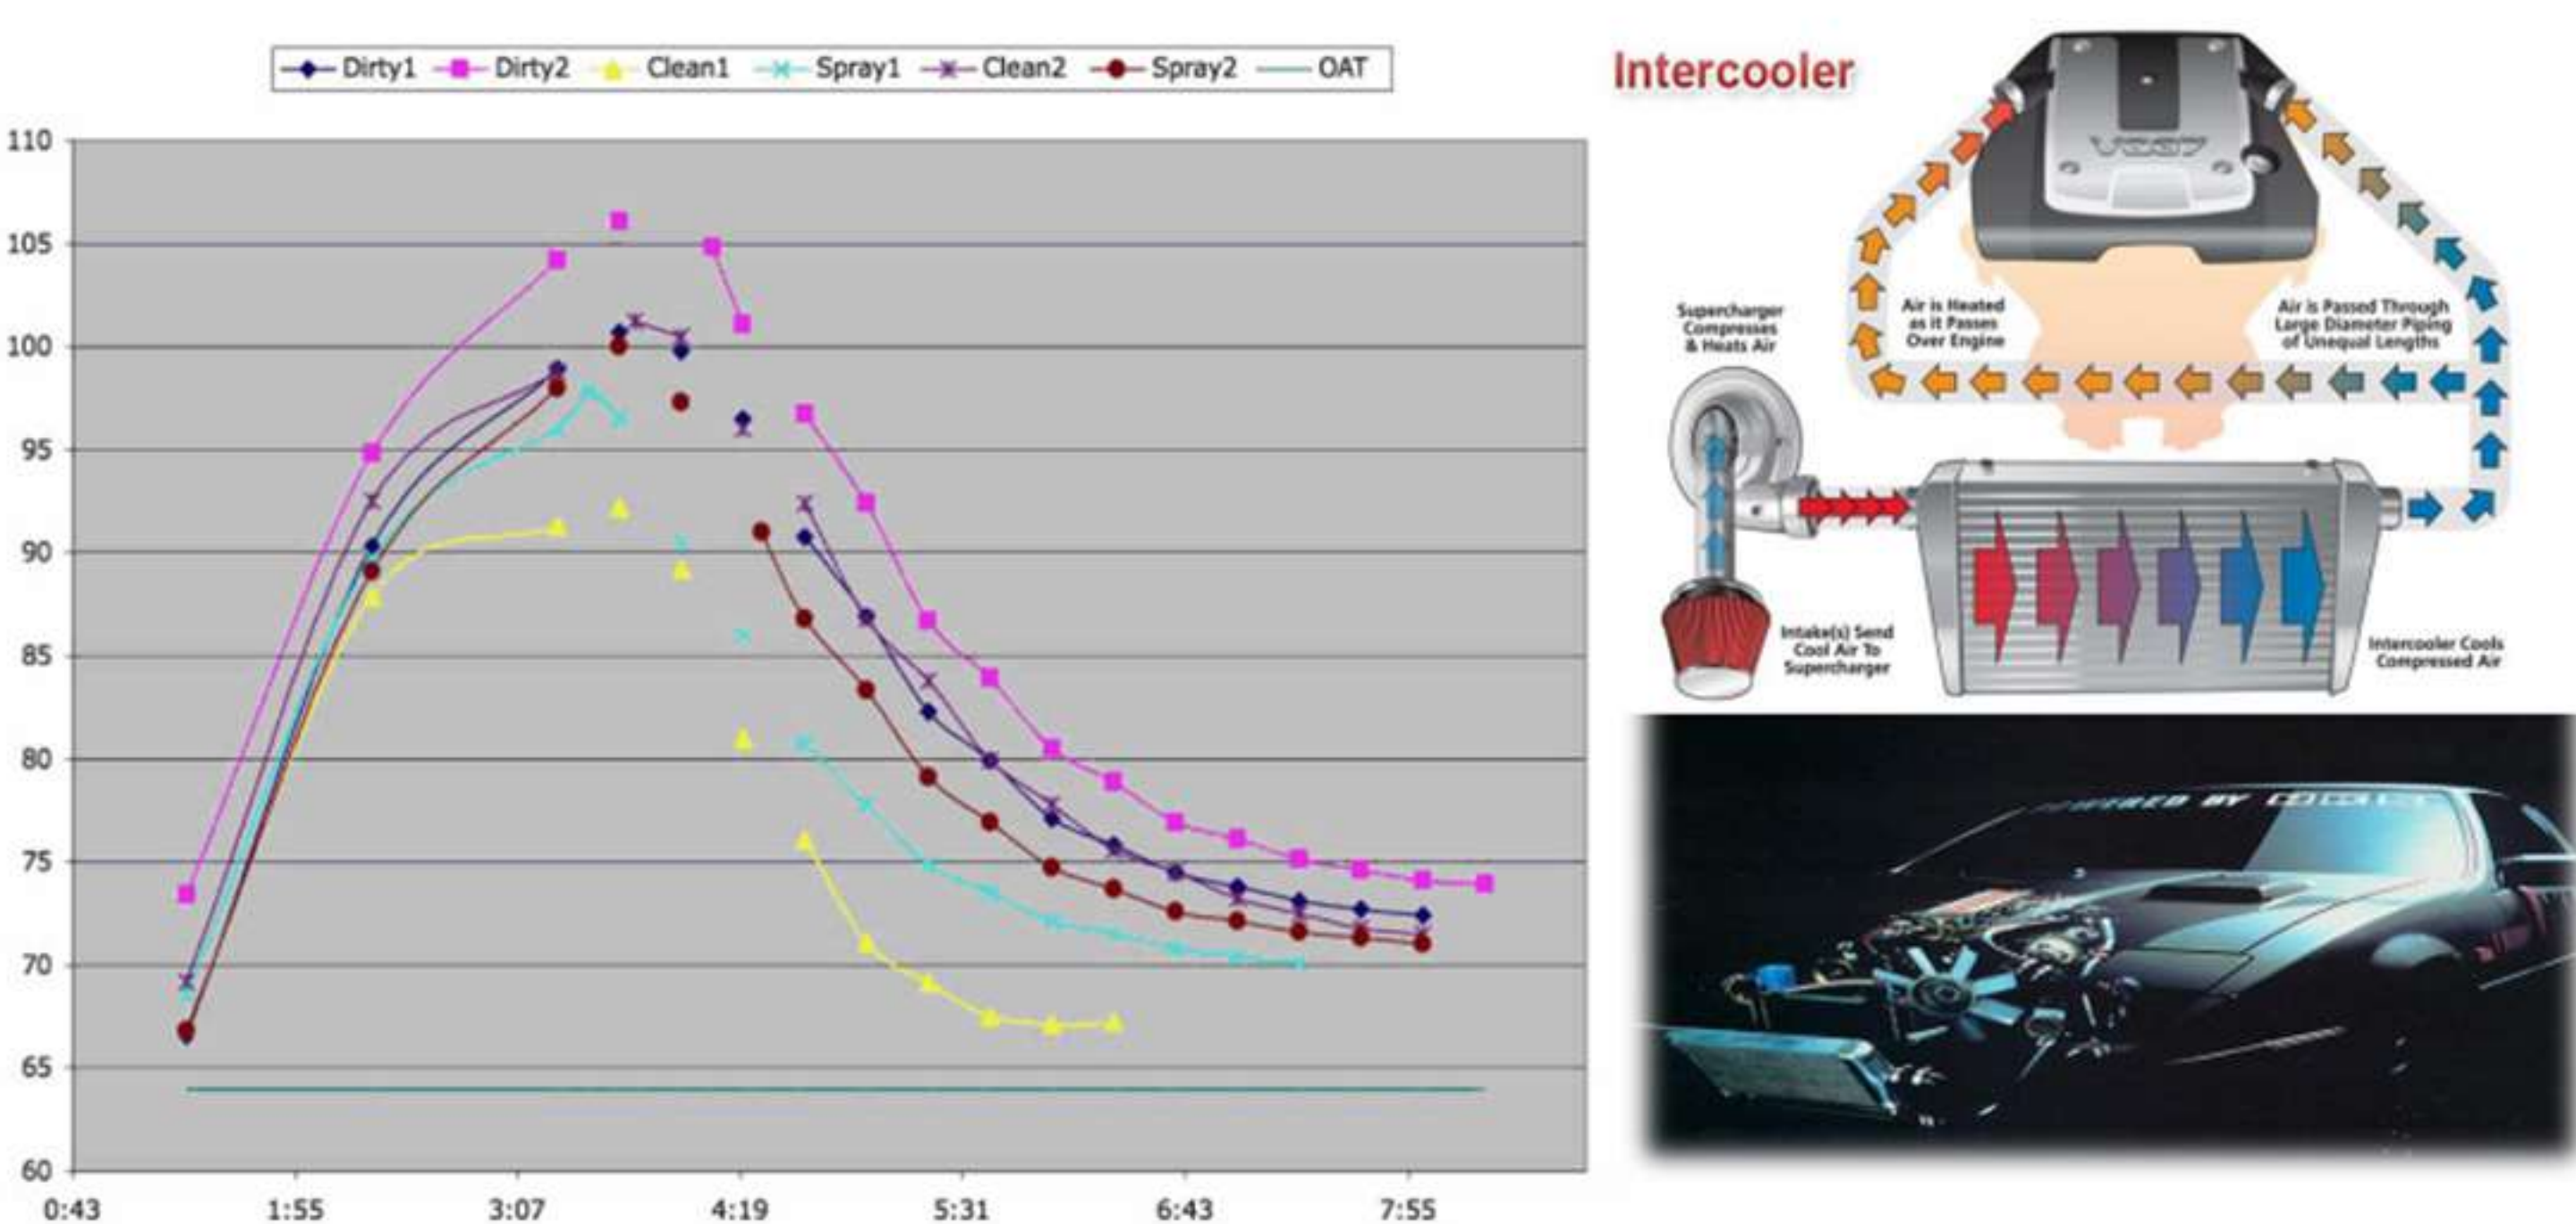 Dirty1 Dirty2 Clean1 Spray1 Clean2 Spray2 OAT
110
105
100
95
90
85
80
75
70
65
60
0:43 1:55 3:07 4:19 5:31 6:43 7:55
Intercooler
Supercharger
Compresses
& Heats Air
Air is Heated
as it Passes
Over Engine
Air is Passed Through
Large Diameter Piping
of Unequal Lengths
Intake(s) Send
Cool Air To
Supercharger
Intercooler Cools
Compressed Air
BY